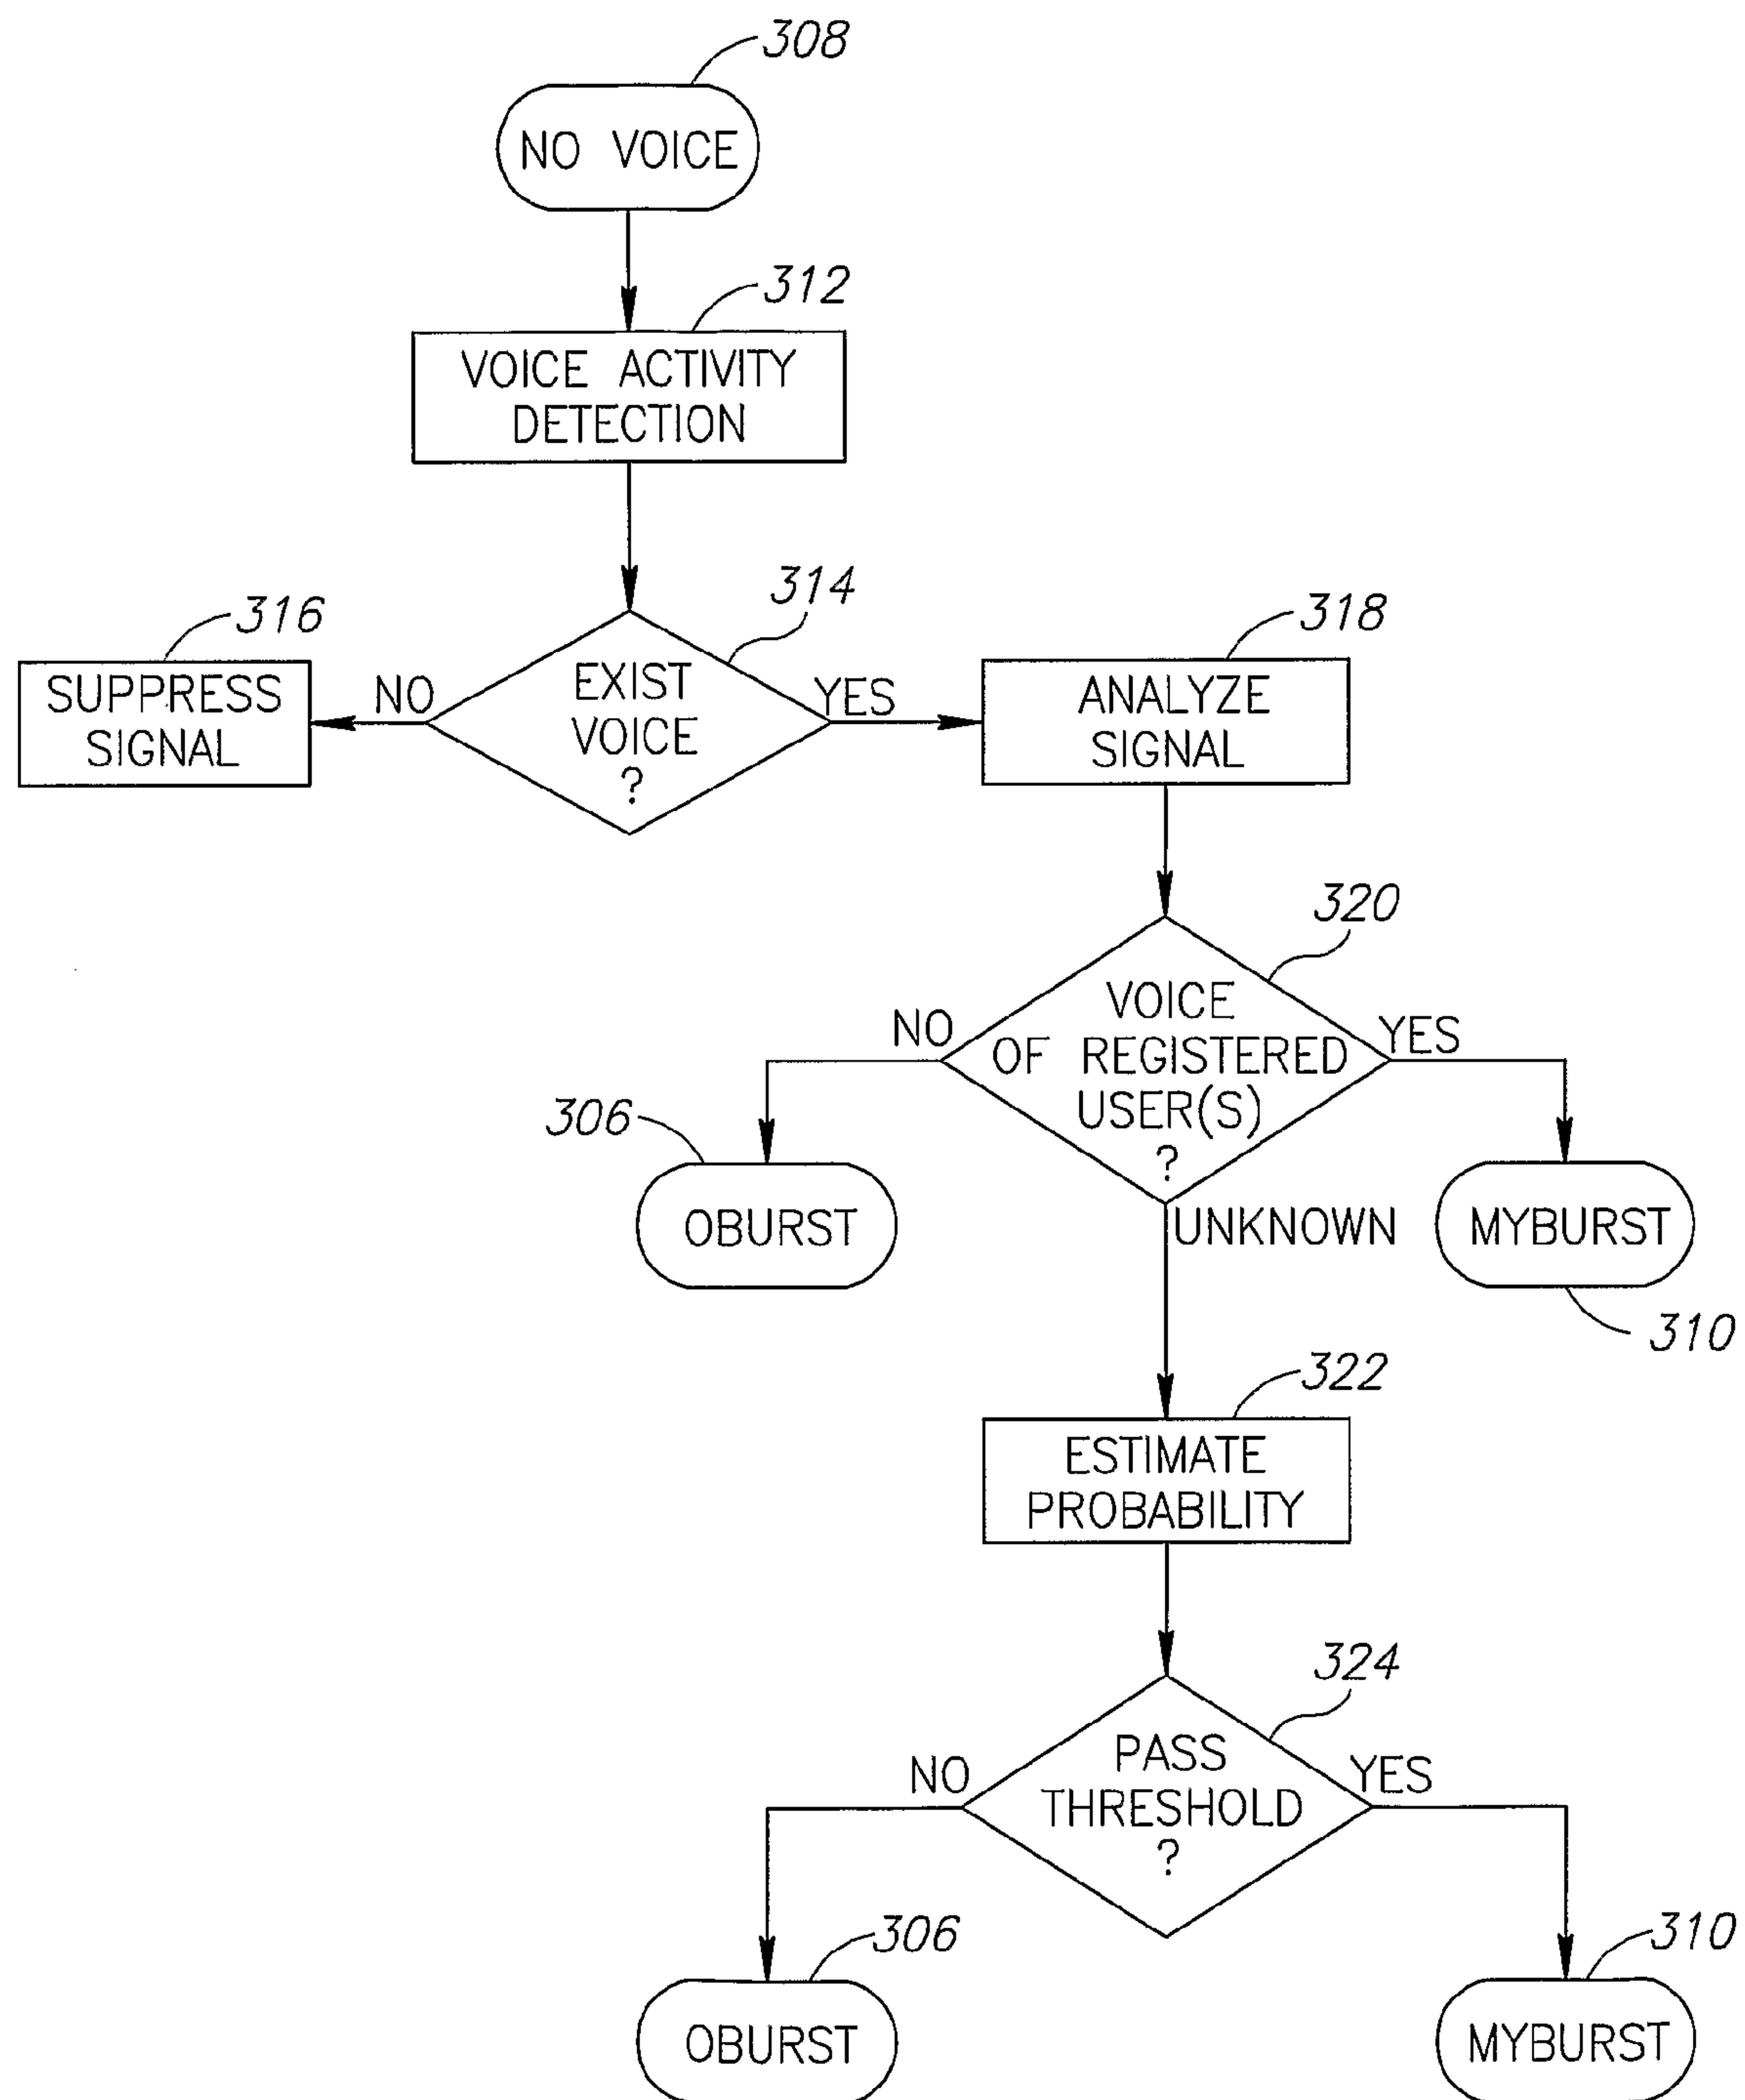 308
NO VOICE
312
VOICE ACTIVITY
DETECTION
314
316
318
SUPPRESS
SIGNAL
NO
EXIST
VOICE
?
YES
ANALYZE
SIGNAL
320
NO
VOICE
OF REGISTERED
USER(S)
?
YES
306
OBURST
UNKNOWN
MYBURST
310
322
ESTIMATE
PROBABILITY
324
NO
PASS
THRESHOLD
?
YES
306
310
OBURST
MYBURST